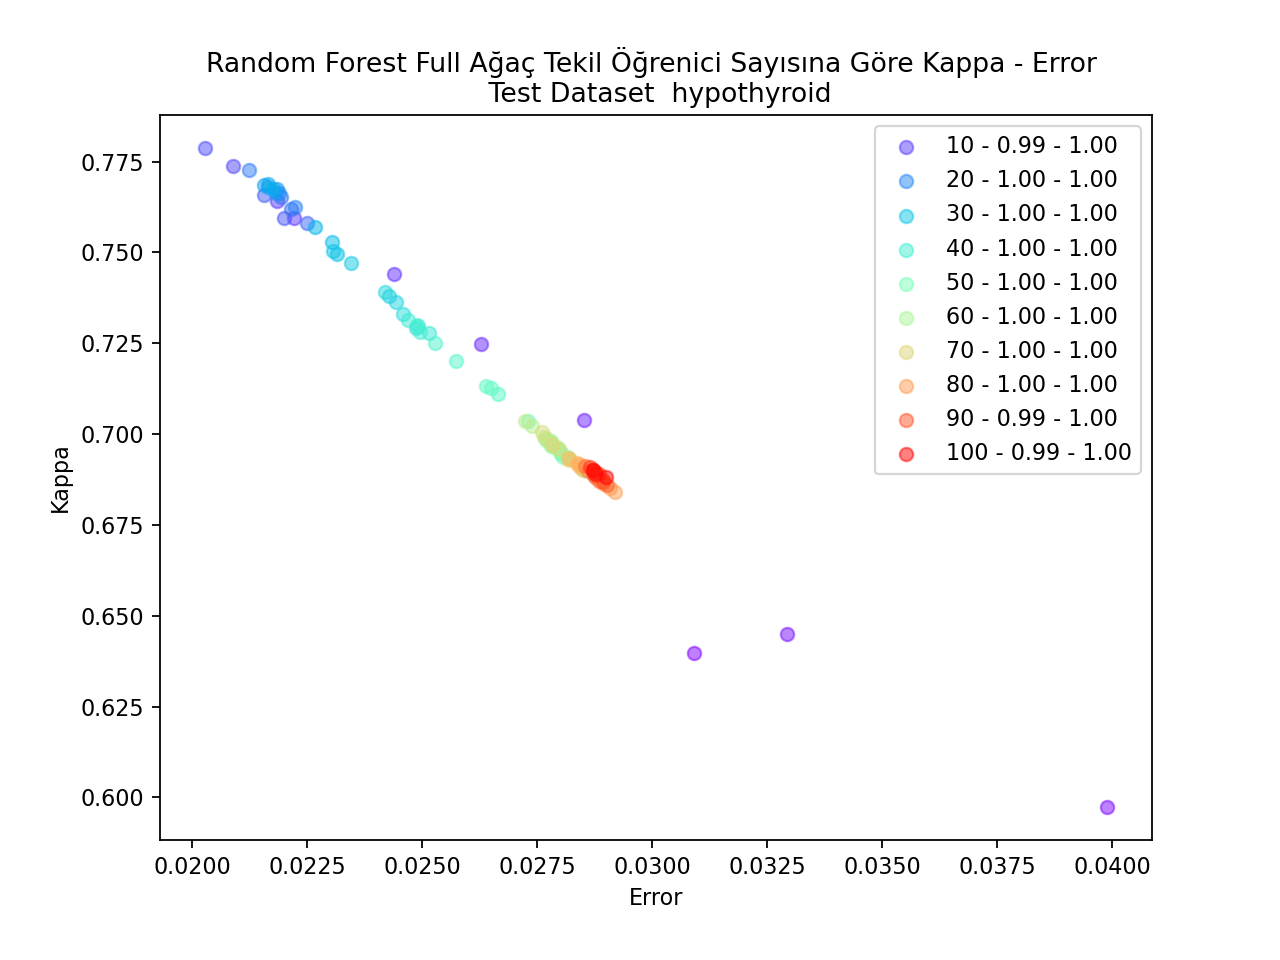 Random Forest Full Ağaç Tekil Öğrenici Sayısına Göre Kappa - Error
Test Dataset  hypothyroid
10 - 0.99 - 1.00
20 - 1.00 - 1.00
30 - 1.00 - 1.00
40 - 1.00 - 1.00
50 - 1.00 - 1.00
60 - 1.00 - 1.00
70 - 1.00 - 1.00
80 - 1.00 - 1.00
90 - 0.99 - 1.00
100 - 0.99 - 1.00
Kappa
0.775
0.750
0.725
0.700
0.675
0.650
0.625
0.600
0.0200 0.0225 0.0250 0.0275 0.0300 0.0325 0.0350 0.0375 0.0400
Error